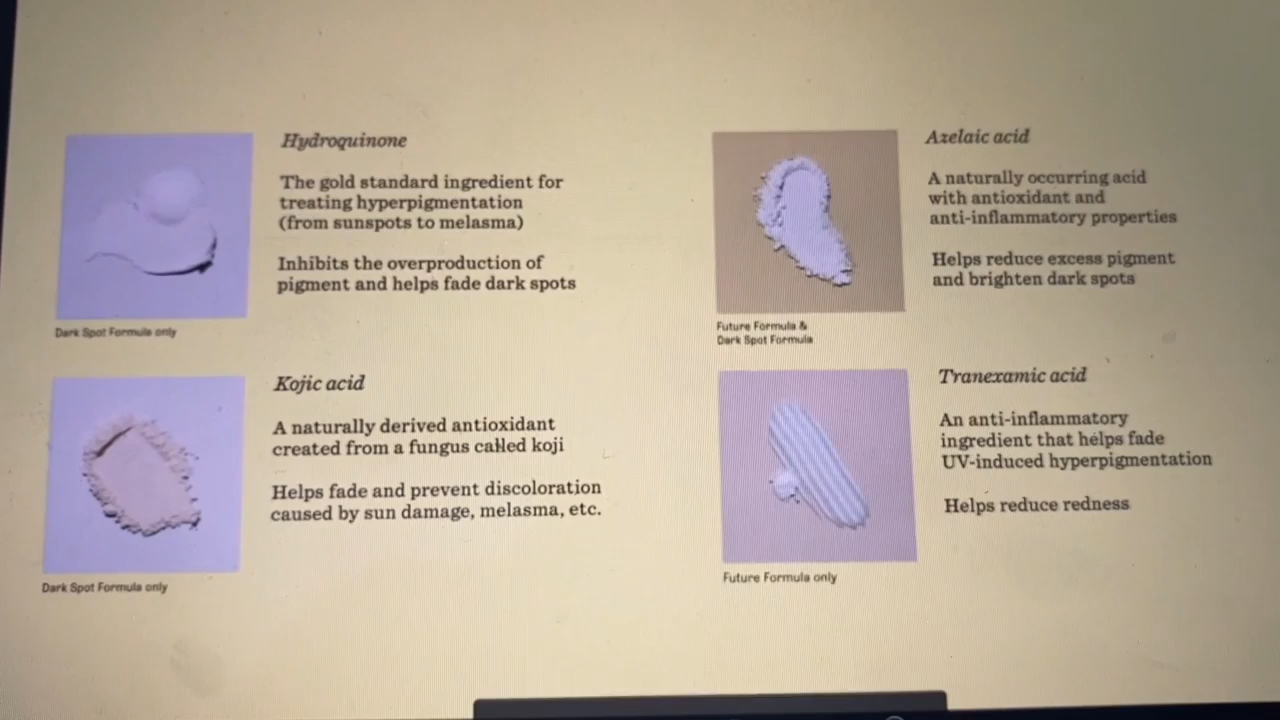 Hydroquinone
The gold standard ingredient for
treating hyperpigmentation
(from sunspots to melasma)
Inhibits the overproduction of
pigment and helps fade dark spots
Dark Spot Formula only
Azelaic acid
A naturally occurring acid
with antioxidant and
anti-inflammatory properties
Helps reduce excess pigment
and brighten dark spots
Future Formula &
Dark Spot Formula
Kojic acid
A naturally derived antioxidant
created from a fungus called koji
Helps fade and prevent discoloration
caused by sun damage, melasma, etc.
Dark Spot Formula only
Tranexamic acid
An anti-inflammatory
ingredient that helps fade
UV-induced hyperpigmentation
Helps reduce redness
Future Formula only